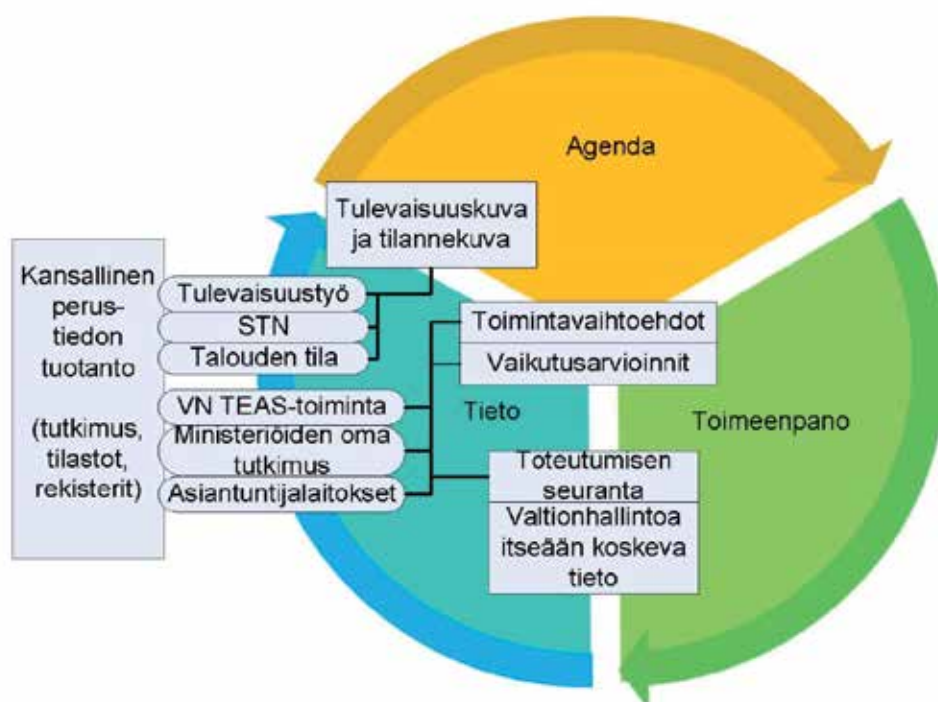 Agenda
Tulevaisuuskuva
ja tilannekuva
Kansallinen
perus-
tiedon
tuotanto
(tutkimus,
tilastot,
rekisterit)
Tulevaisuustyö
STN
Talouden tila
VN TEAS-toiminta
Ministeriöiden oma
tutkimus
Asiantuntijalaitokset
Tieto
Toimintavaihtoehdot
Vaikutusarvioinnit
Toteutumisen
seuranta
Valtionhallintoa
itseään koskeva
tieto
Toimeenpano